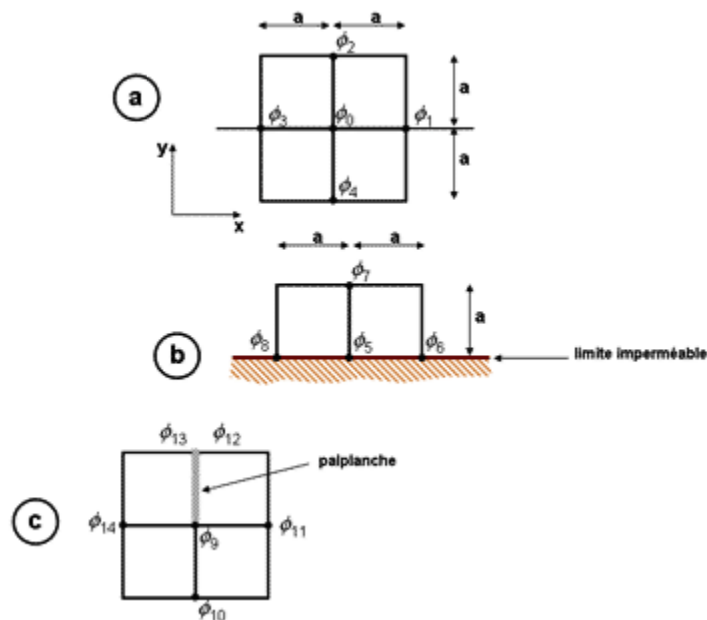 a a
ϕ2
a
a
ϕ3 ϕ0 ϕ1
y
a
ϕ4
x
a a
ϕ7
a
b
ϕ8 ϕ5 ϕ6
limite imperméable
ϕ13 ϕ12
palplanche
c
ϕ14 ϕ9 ϕ11
ϕ10